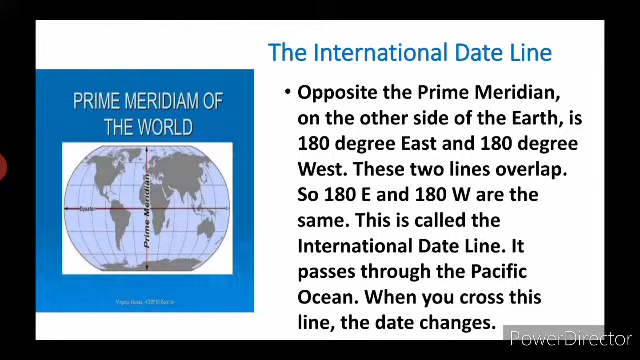 The International Date Line
PRIME MERIDIAM OF
THE WORLD
Prime Meridian
• Opposite the Prime Meridian,
on the other side of the Earth, is
180 degree East and 180 degree
West. These two lines overlap.
So 180 E and 180 W are the
same. This is called the
International Date Line. It
passes through the Pacific
Ocean. When you cross this
line, the date changes.
PowerDirector